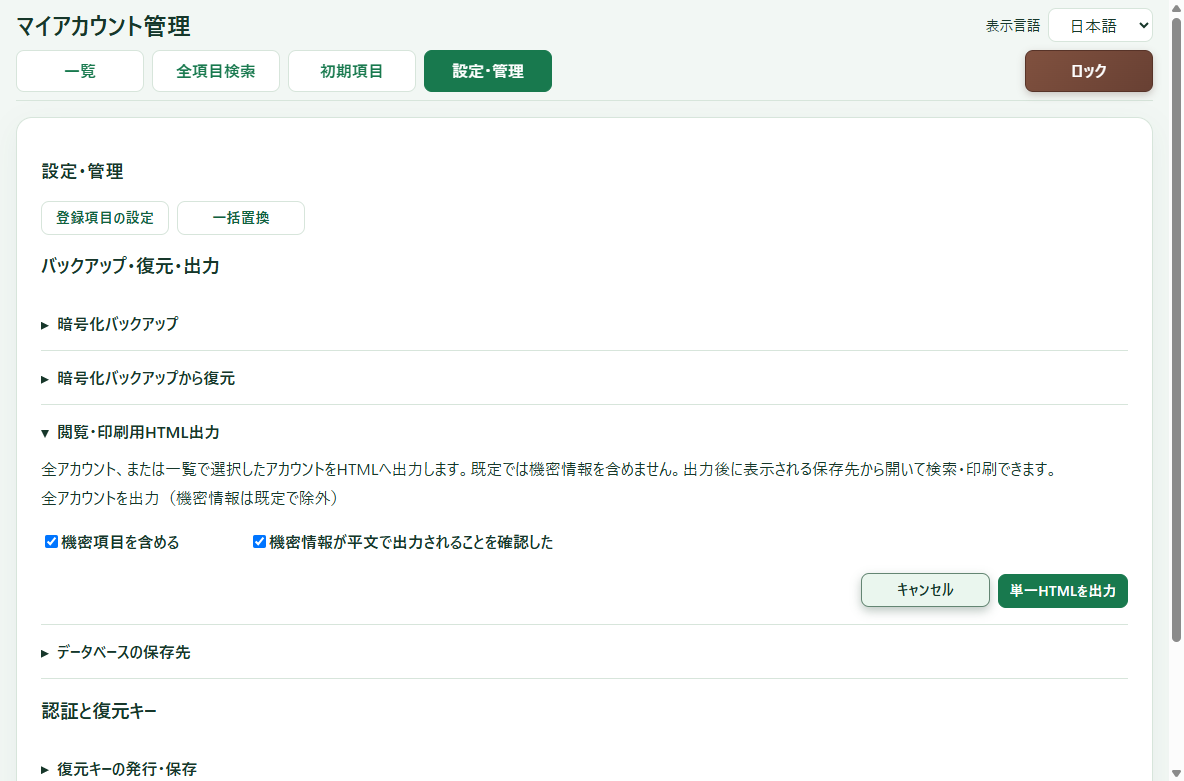 マイアカウント管理
表示言語 日本語
一覧 全項目検索 初期項目 設定・管理 ロック
設定・管理
登録項目の設定 一括置換
バックアップ・復元・出力
▶ 暗号化バックアップ
▶ 暗号化バックアップから復元
▼ 閲覧・印刷用HTML出力
全アカウント、または一覧で選択したアカウントをHTMLへ出力します。既定では機密情報を含めません。出力後に表示される保存先から開いて検索・印刷できます。
全アカウントを出力（機密情報は既定で除外）
機密項目を含める 機密情報が平文で出力されることを確認した
キャンセル 単一HTMLを出力
▶ データベースの保存先
認証と復元キー
▶ 復元キーの発行・保存